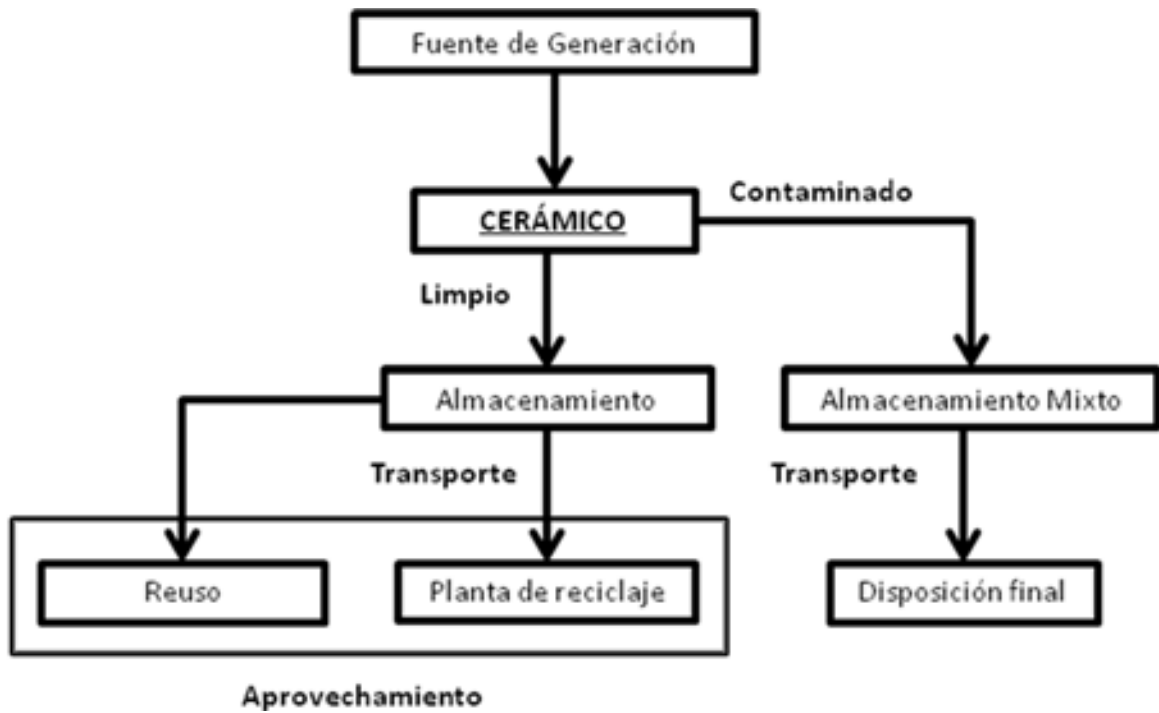 Fuente de Generación
Contaminado
CERÁMICO
Limpio
Almacenamiento
Almacenamiento Mixto
Transporte
Transporte
Reuso
Planta de reciclaje
Disposición final
Aprovechamiento